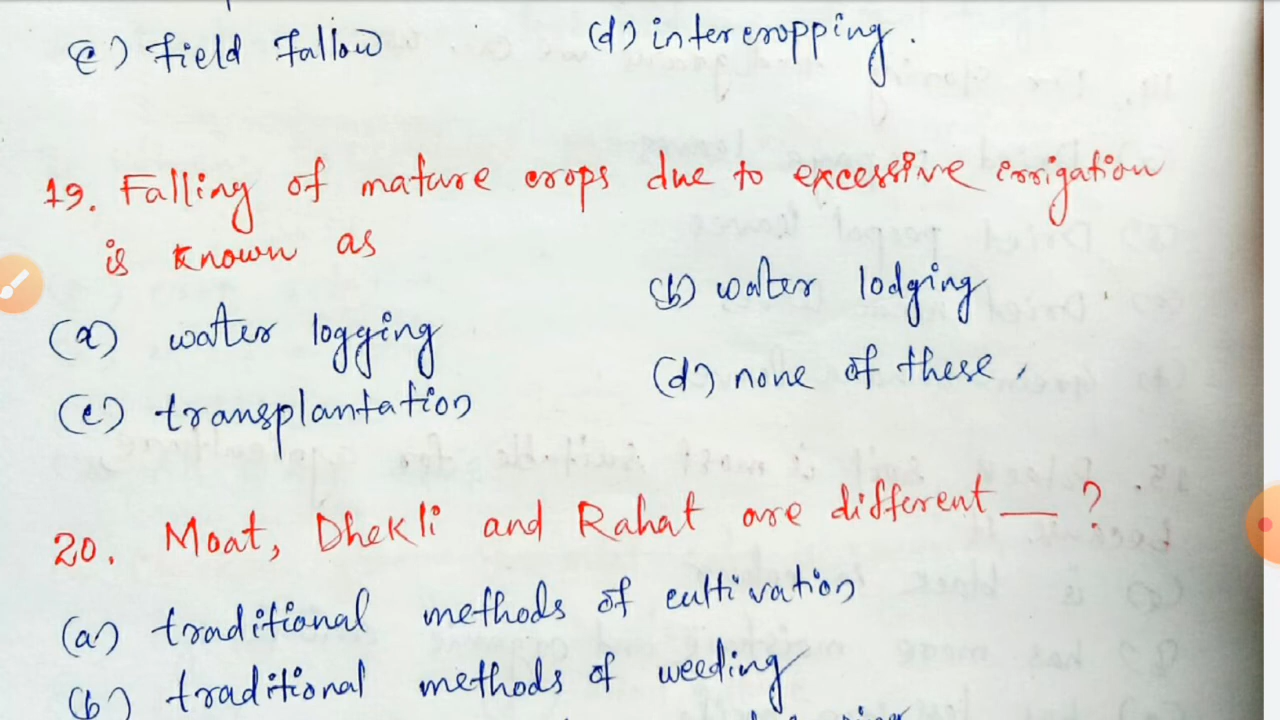 (c) field fallow (d) intercropping.
19. Falling of mature crops due to excessive irrigation
is known as
(a) water logging (b) water lodging
(c) transplantation (d) none of these.
20. Moat, Dhekli and Rahat are different __ ?
(a) traditional methods of cultivation
(b) traditional methods of weeding